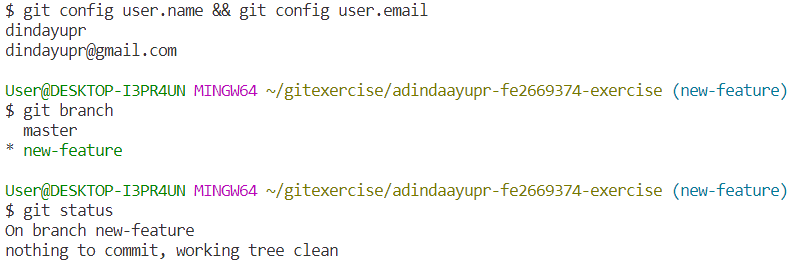 $ git config user.name && git config user.email
dindayupr
dindayupr@gmail.com
User@DESKTOP-I3PR4UN MINGW64 ~/gitexercise/adindaayupr-fe2669374-exercise (new-feature)
$ git branch
  master
* new-feature
User@DESKTOP-I3PR4UN MINGW64 ~/gitexercise/adindaayupr-fe2669374-exercise (new-feature)
$ git status
On branch new-feature
nothing to commit, working tree clean